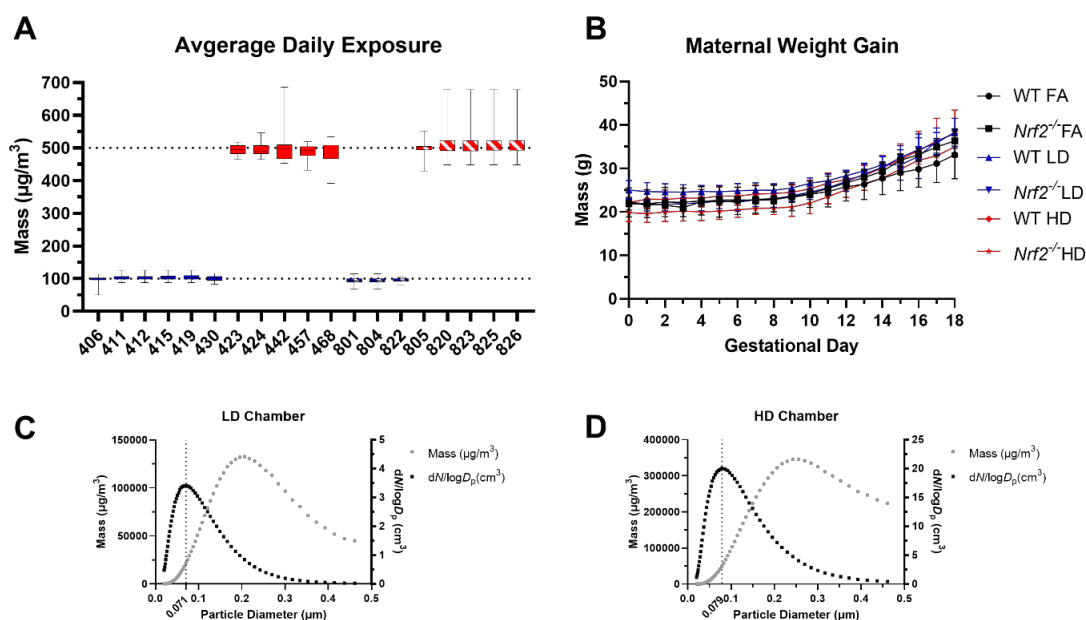 A
Avgerage Daily Exposure
Mass (µg/m³)
700
600
500
400
300
200
100
0
406 411 412 415 419 430 423 424 442 457 468 801 804 822 805 820 823 825 826
B
Maternal Weight Gain
Mass (g)
50
40
30
20
10
0
0 2 4 6 8 10 12 14 16 18
Gestational Day
WT FA
Nrf2⁻/⁻FA
WT LD
Nrf2⁻/⁻LD
WT HD
Nrf2⁻/⁻HD
C
LD Chamber
Mass (µg/m³)
150000
100000
50000
0
0.0 0.071 0.1 0.2 0.3 0.4 0.5
Particle Diameter (µm)
5
4
3
2
1
0
dN/logDp (cm³)
Mass (µg/m³)
dN/logDp(cm³)
D
HD Chamber
Mass (µg/m³)
400000
300000
200000
100000
0
0.0 0.079 0.1 0.2 0.3 0.4 0.5
Particle Diameter (µm)
25
20
15
10
5
0
dN/logDp (cm³)
Mass (µg/m³)
dN/logDp(cm³)